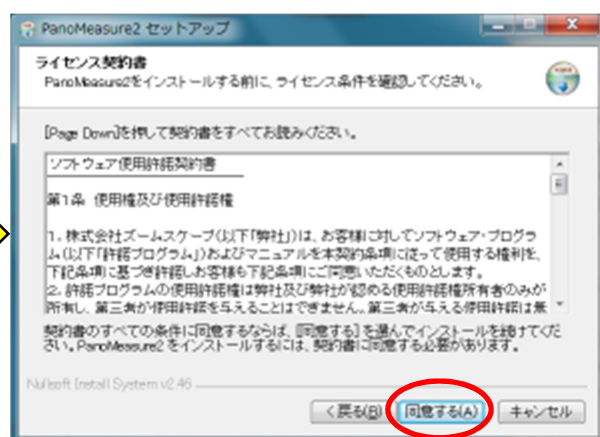 PanoMeasure2 セットアップ
ライセンス契約書
PanoMeasure2をインストールする前に、ライセンス条件を確認してください。
[Page Down]を押して契約書をすべてお読みください。
ソフトウェア使用許諾契約書
第1条 使用権及び使用許諾権
1. 株式会社ズームスケープ(以下「弊社」)は、お客様に対してソフトウェア・プログラ
ム(以下「許諾プログラム」)およびマニュアルを本契約条項に従って使用する権利を、
下記条項に基づき許諾しお客様も下記条項にご同意いただくものとします。
2. 許諾プログラムの使用許諾権は弊社及び弊社が認める使用許諾権所有者のみが
所有し、第三者が使用許諾を与えることはできません。第三者が与える使用許諾は無
契約書のすべての条件に同意するならば、[同意する] を選んでインストールを続けてくだ
さい。PanoMeasure2 をインストールするには、契約書に同意する必要があります。
Nullsoft Install System v2.46
< 戻る(B)
同意する(A)
キャンセル